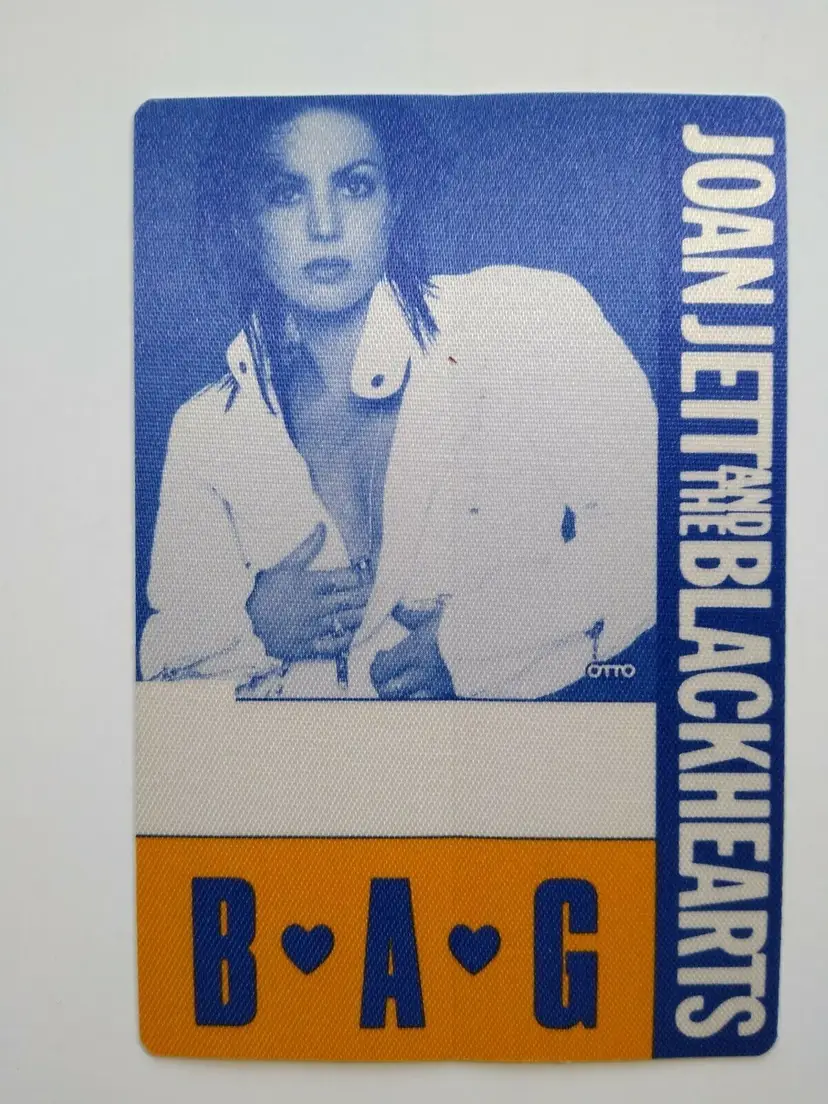 JOAN JETT AND THE BLACKHEARTS
OTTO
B♥A♥G